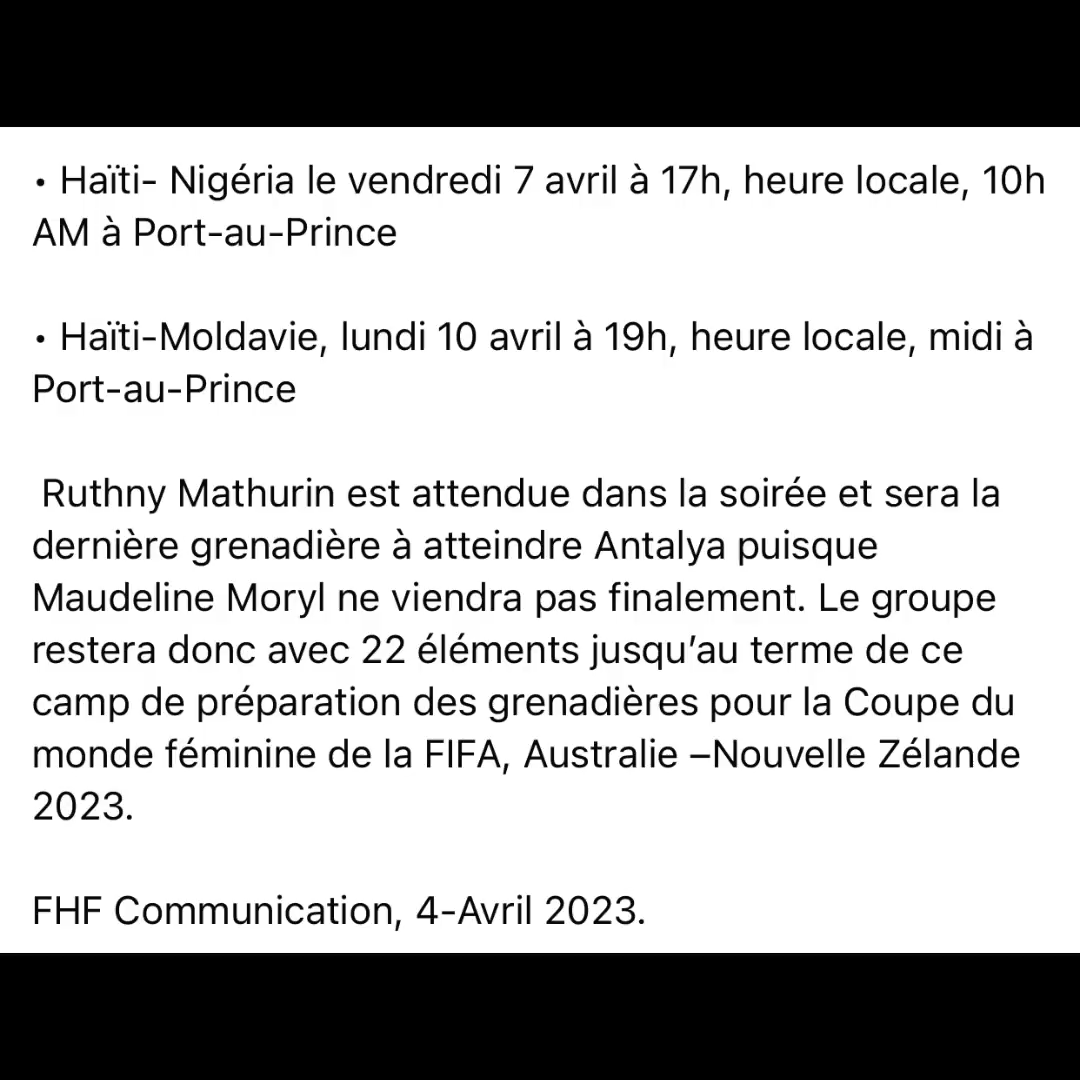 • Haïti- Nigéria le vendredi 7 avril à 17h, heure locale, 10h
AM à Port-au-Prince
• Haïti-Moldavie, lundi 10 avril à 19h, heure locale, midi à
Port-au-Prince
Ruthny Mathurin est attendue dans la soirée et sera la
dernière grenadière à atteindre Antalya puisque
Maudeline Moryl ne viendra pas finalement. Le groupe
restera donc avec 22 éléments jusqu’au terme de ce
camp de préparation des grenadières pour la Coupe du
monde féminine de la FIFA, Australie –Nouvelle Zélande
2023.
FHF Communication, 4-Avril 2023.